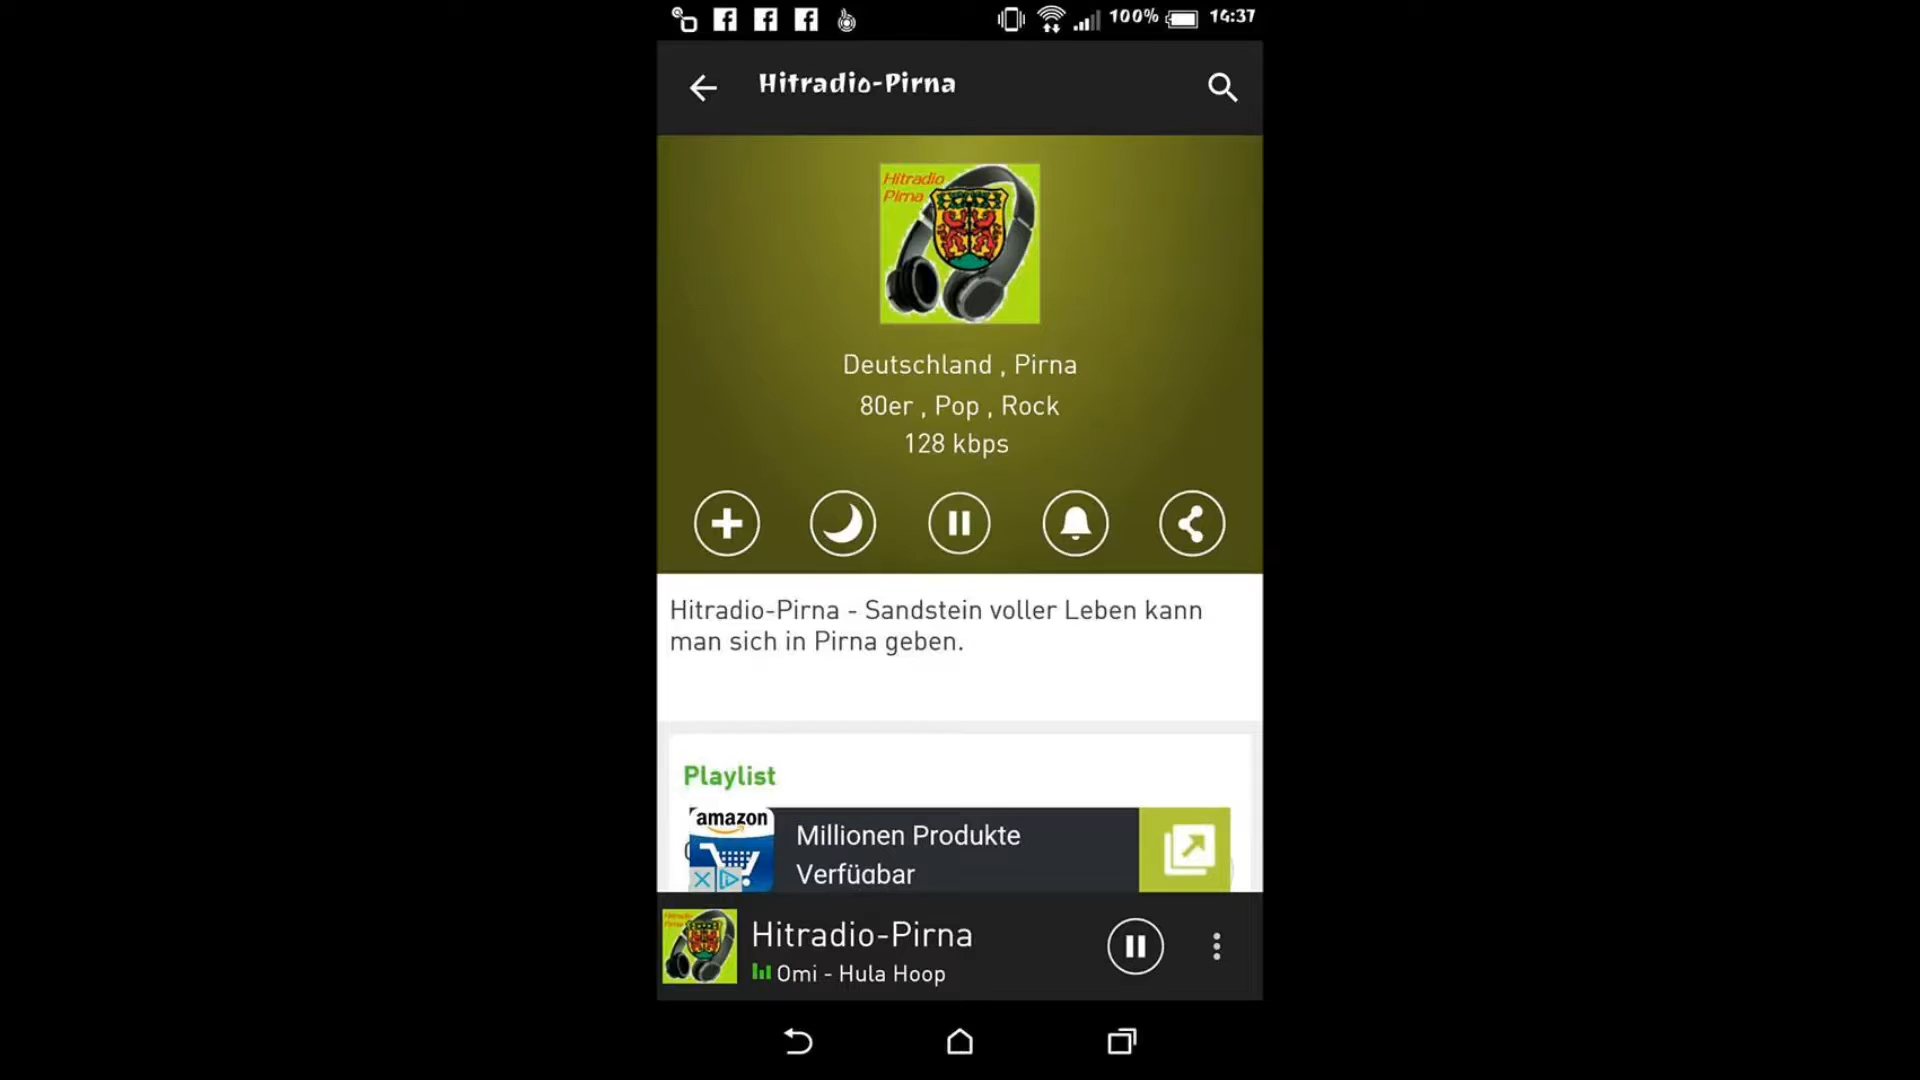 100% 14:37
Hitradio-Pirna
Hitradio
Pirna
Deutschland , Pirna
80er , Pop , Rock
128 kbps
Hitradio-Pirna - Sandstein voller Leben kann
man sich in Pirna geben.
Playlist
amazon
Millionen Produkte
Verfügbar
Hitradio-Pirna
Omi - Hula Hoop